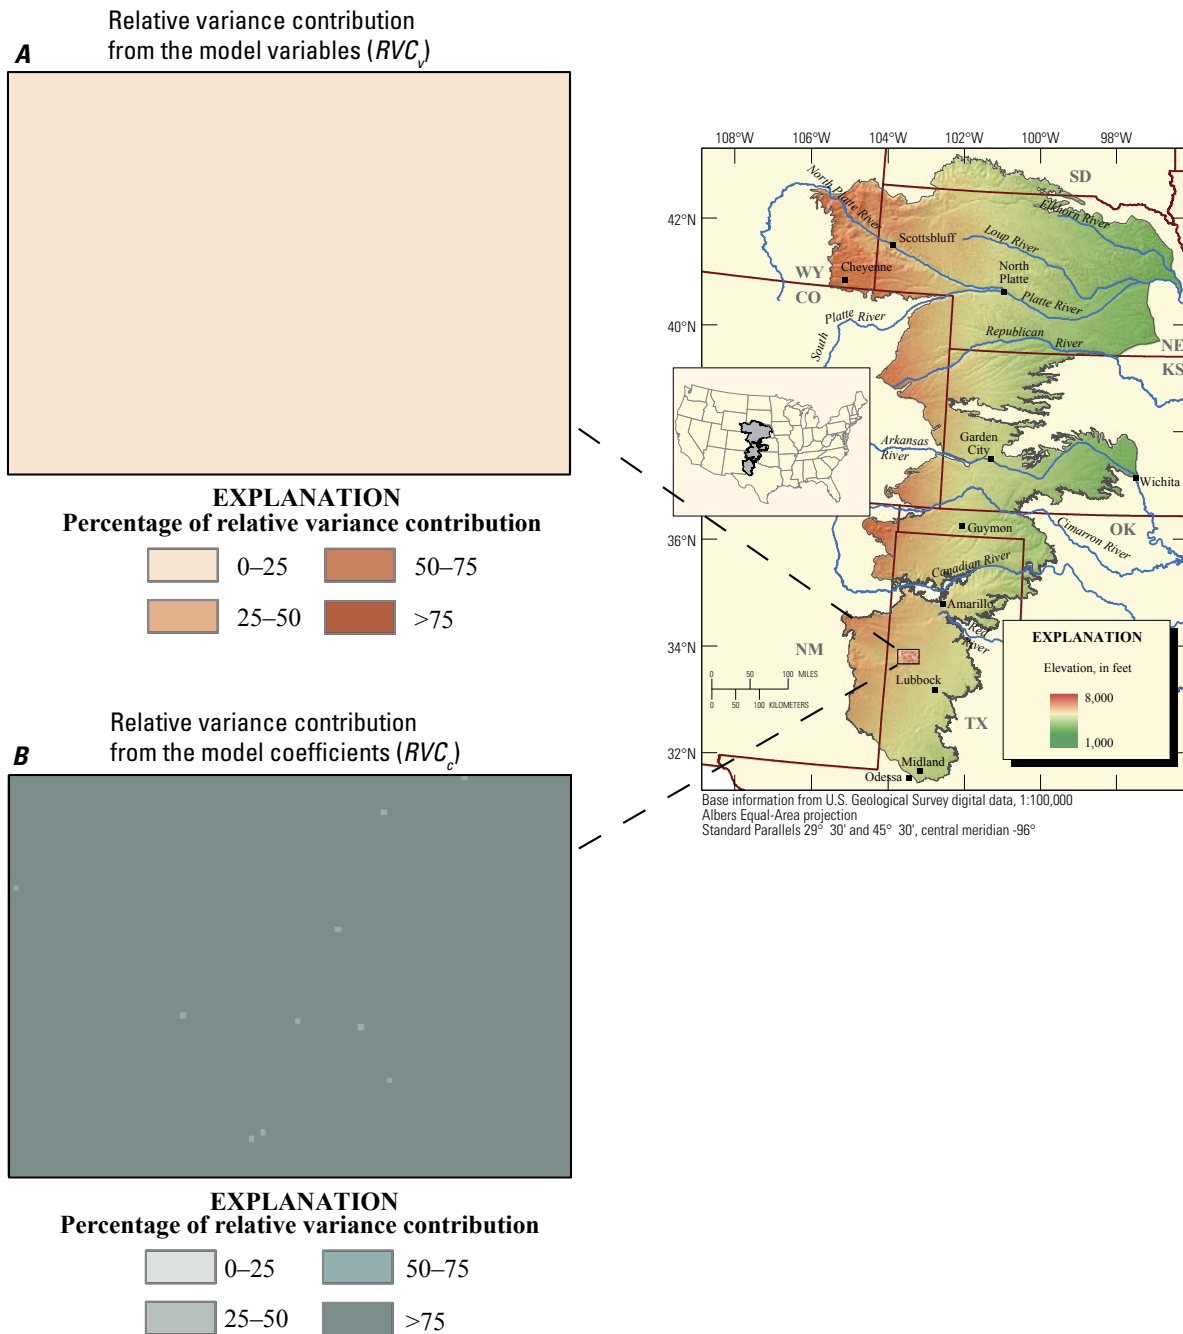 A
Relative variance contribution
from the model variables (RVCv)
EXPLANATION
Percentage of relative variance contribution
0–25
50–75
25–50
>75
B
Relative variance contribution
from the model coefficients (RVCc)
EXPLANATION
Percentage of relative variance contribution
0–25
50–75
25–50
>75
108°W
106°W
104°W
102°W
100°W
98°W
42°N
40°N
36°N
34°N
32°N
SD
WY
CO
NE
KS
OK
NM
TX
North Platte River
Elkhorn River
Scottsbluff
Loup River
Cheyenne
North
Platte
Platte River
South
Platte River
Republican
River
Arkansas
River
Garden
City
Wichita
Guymon
Cimarron River
Canadian River
Amarillo
Red
River
Lubbock
Midland
Odessa
0 50 100 MILES
0 50 100 KILOMETERS
EXPLANATION
Elevation, in feet
8,000
1,000
Base information from U.S. Geological Survey digital data, 1:100,000
Albers Equal-Area projection
Standard Parallels 29° 30' and 45° 30', central meridian -96°